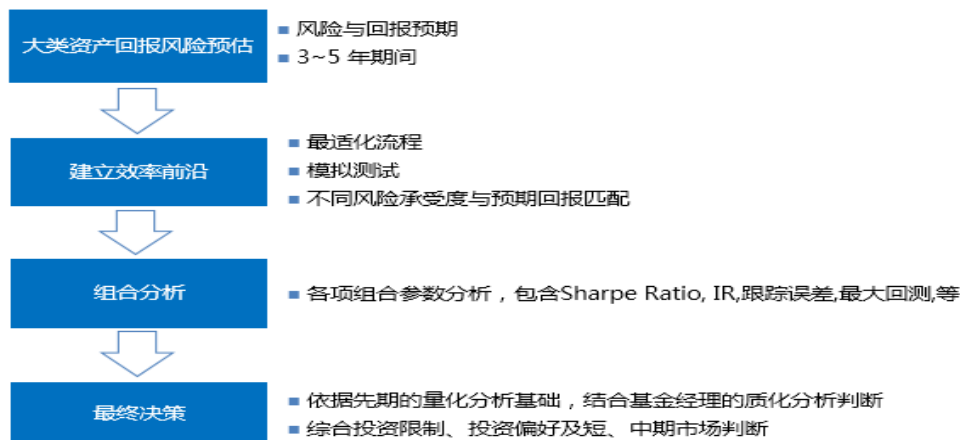 大类资产回报风险预估
■ 风险与回报预期
■ 3~5 年期间
建立效率前沿
■ 最适化流程
■ 模拟测试
■ 不同风险承受度与预期回报匹配
组合分析
■ 各项组合参数分析，包含Sharpe Ratio, IR,跟踪误差,最大回测,等
最终决策
■ 依据先期的量化分析基础，结合基金经理的质化分析判断
■ 综合投资限制、投资偏好及短、中期市场判断